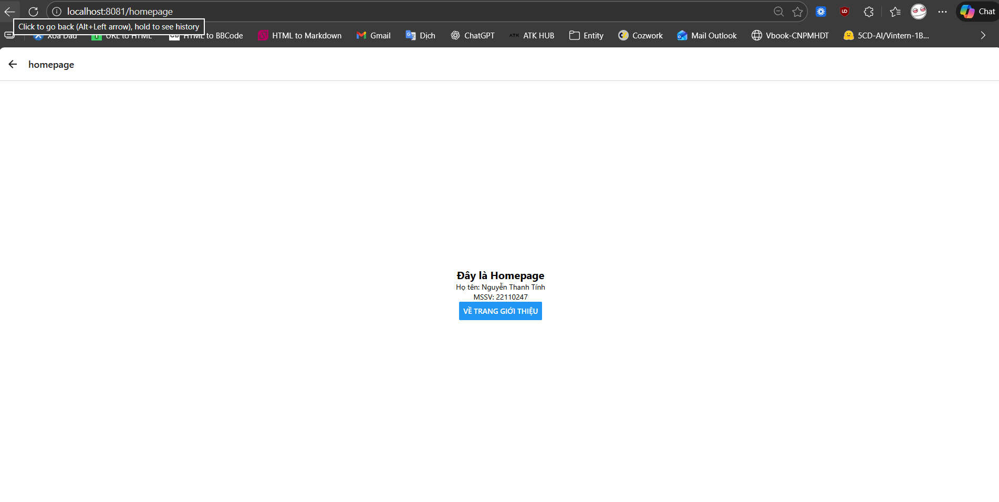 localhost:8081/homepage
Chat
Click to go back (Alt+Left arrow), hold to see history
HTML to BBCode
HTML to Markdown
Gmail
Dịch
ChatGPT
ATK ATK HUB
Entity
Cozwork
Mail Outlook
Vbook-CNPMHDT
5CD-AI/Vintern-1B...
homepage
Đây là Homepage
Họ tên: Nguyễn Thanh Tính
MSSV: 22110247
VỀ TRANG GIỚI THIỆU